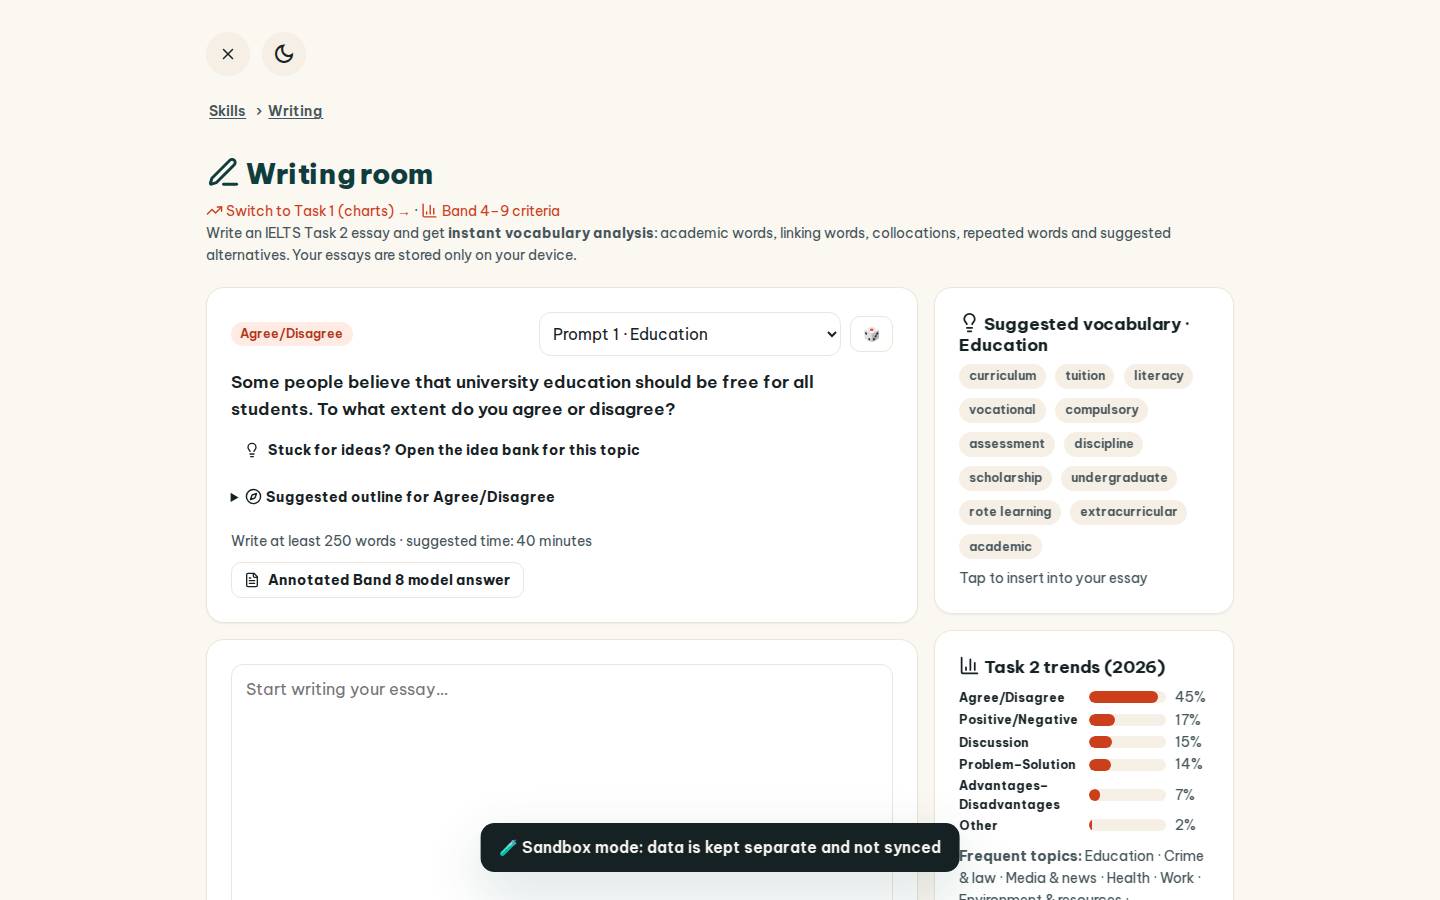 Skills › Writing
Writing room
Switch to Task 1 (charts) → · Band 4–9 criteria
Write an IELTS Task 2 essay and get instant vocabulary analysis: academic words, linking words, collocations, repeated words and suggested
alternatives. Your essays are stored only on your device.
Agree/Disagree
Prompt 1 · Education
Some people believe that university education should be free for all
students. To what extent do you agree or disagree?
Stuck for ideas? Open the idea bank for this topic
Suggested outline for Agree/Disagree
Write at least 250 words · suggested time: 40 minutes
Annotated Band 8 model answer
Start writing your essay...
Suggested vocabulary ·
Education
curriculum tuition literacy
vocational compulsory
assessment discipline
scholarship undergraduate
rote learning extracurricular
academic
Tap to insert into your essay
Task 2 trends (2026)
Agree/Disagree 45%
Positive/Negative 17%
Discussion 15%
Problem–Solution 14%
Advantages–
Disadvantages 7%
Other 2%
Frequent topics: Education · Crime
& law · Media & news · Health · Work ·
Environment & resources ·
Sandbox mode: data is kept separate and not synced